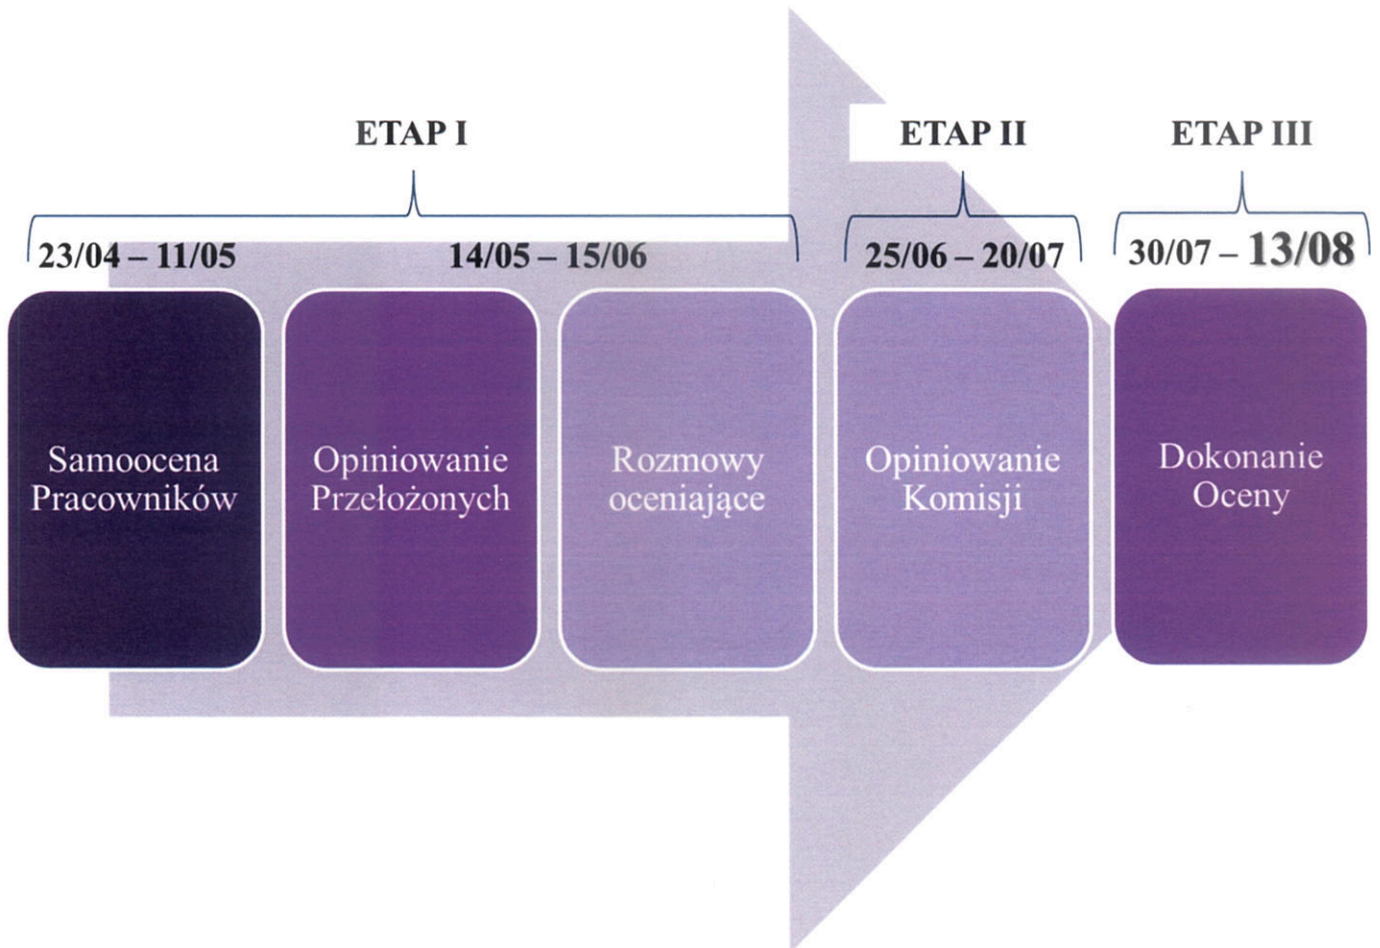 ETAP I
ETAP II
ETAP III
23/04 – 11/05
14/05 – 15/06
25/06 – 20/07
30/07 – 13/08
Samoocena
Pracowników
Opiniowanie
Przełożonych
Rozmowy
oceniające
Opiniowanie
Komisji
Dokonanie
Oceny